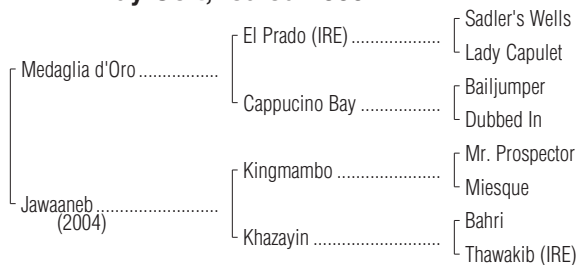 Sadler's Wells
El Prado (IRE)
Lady Capulet
Medaglia d'Oro
Bailjumper
Cappucino Bay
Dubbed In
Mr. Prospector
Kingmambo
Miesque
Jawaaneb
(2004)
Bahri
Khazayin
Thawakib (IRE)